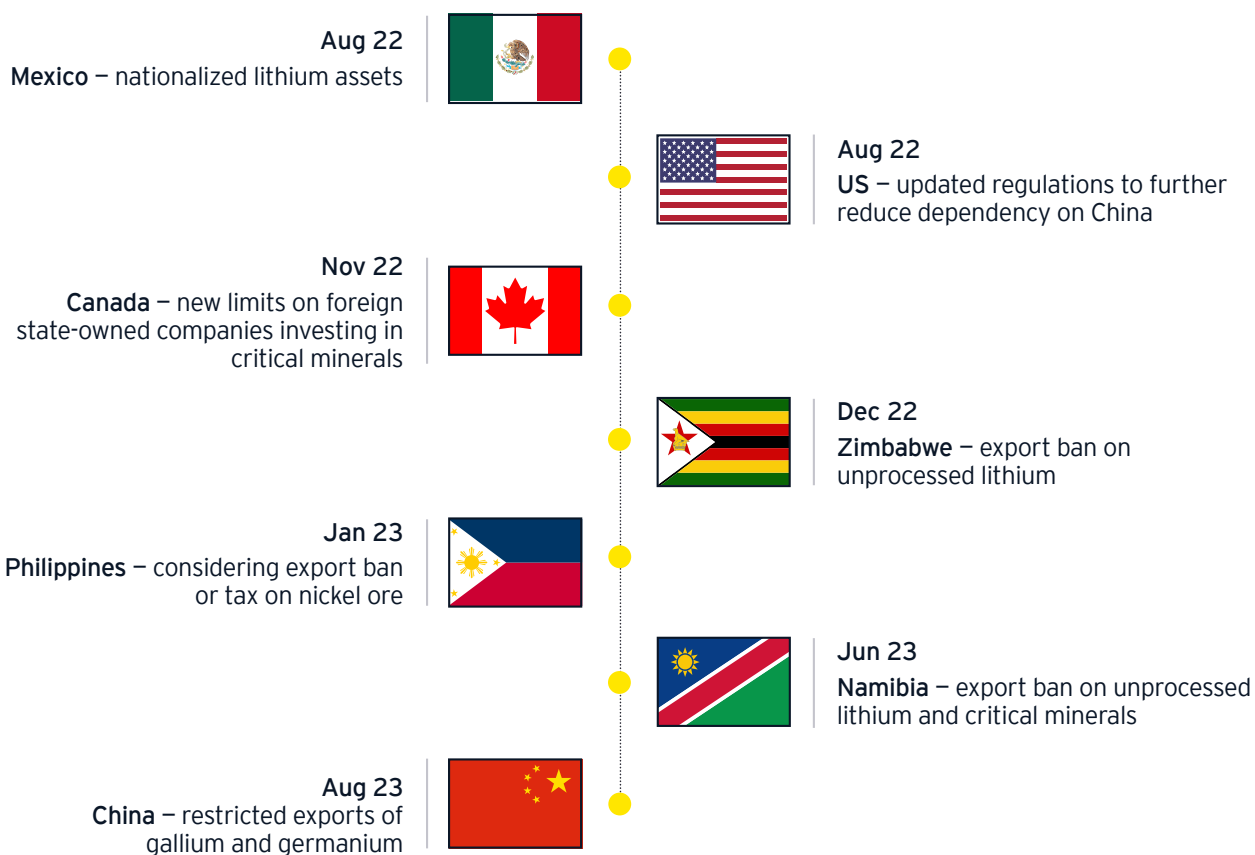 Aug 22
Mexico – nationalized lithium assets
Aug 22
US – updated regulations to further
reduce dependency on China
Nov 22
Canada – new limits on foreign
state-owned companies investing in
critical minerals
Dec 22
Zimbabwe – export ban on
unprocessed lithium
Jan 23
Philippines – considering export ban
or tax on nickel ore
Jun 23
Namibia – export ban on unprocessed
lithium and critical minerals
Aug 23
China – restricted exports of
gallium and germanium